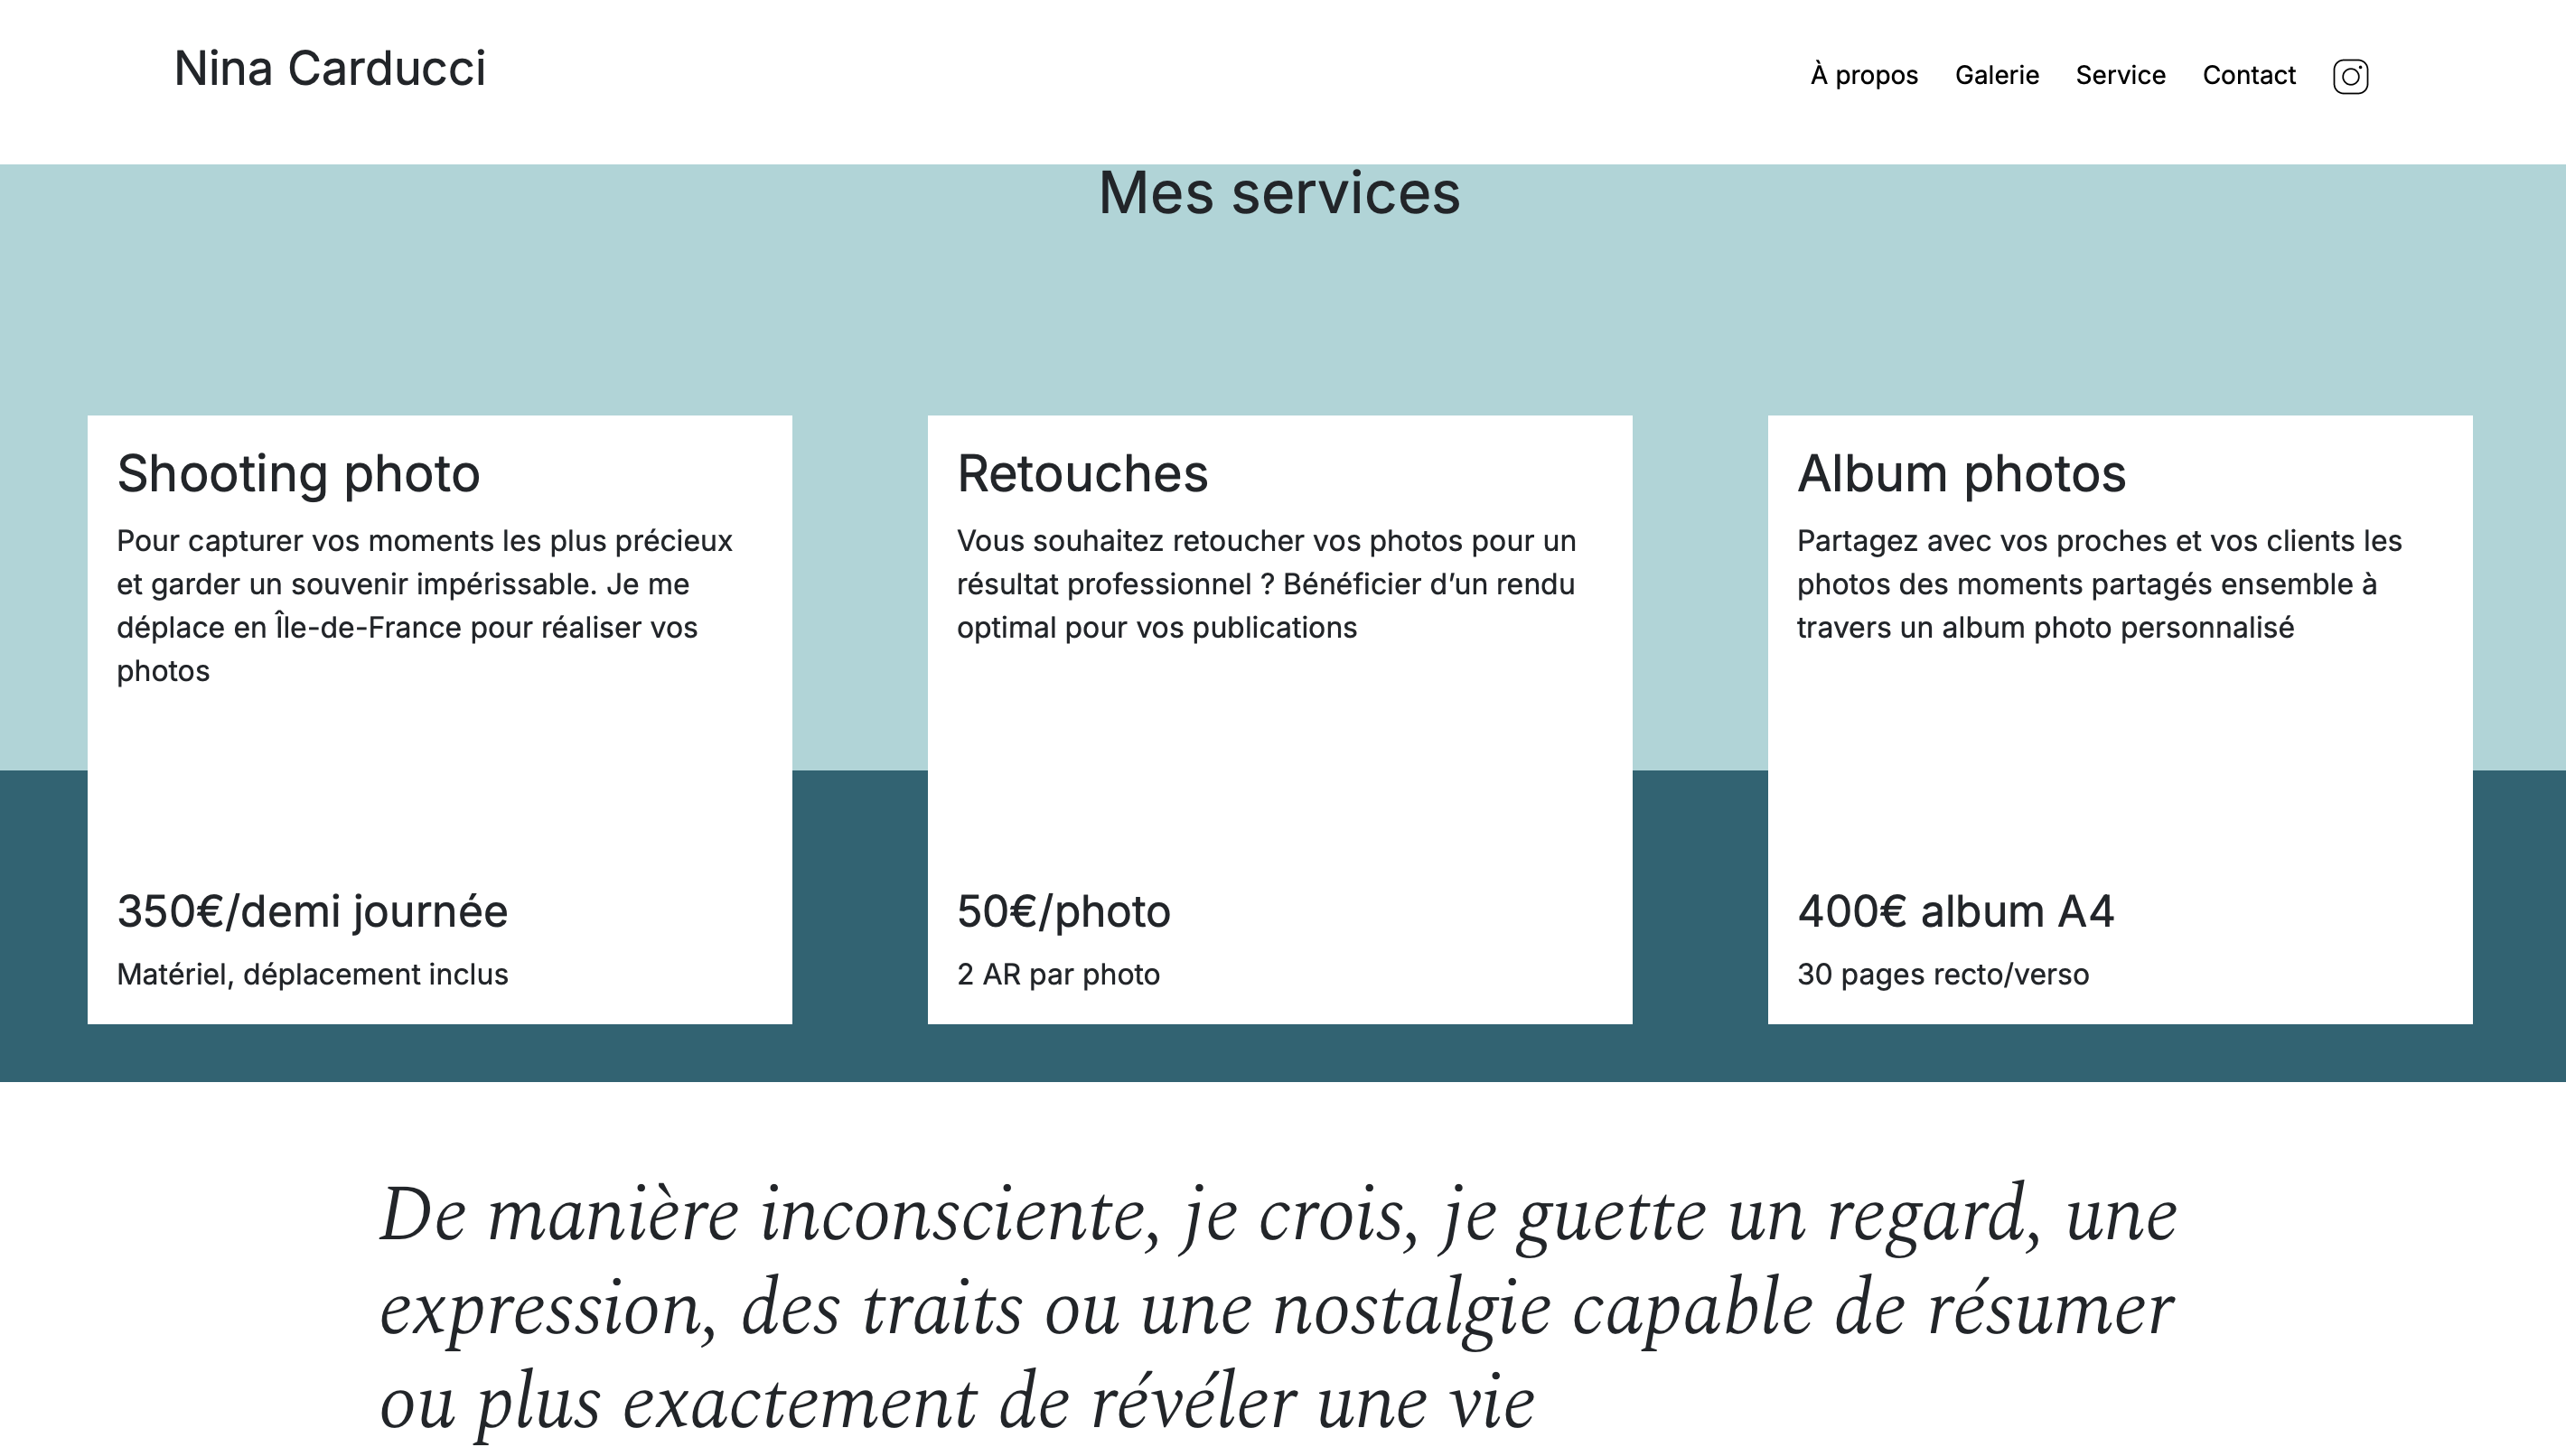 Nina Carducci
À propos
Galerie
Service
Contact
Mes services
Shooting photo
Pour capturer vos moments les plus précieux
et garder un souvenir impérissable. Je me
déplace en Île-de-France pour réaliser vos
photos
350€/demi journée
Matériel, déplacement inclus
Retouches
Vous souhaitez retoucher vos photos pour un
résultat professionnel ? Bénéficier d’un rendu
optimal pour vos publications
50€/photo
2 AR par photo
Album photos
Partagez avec vos proches et vos clients les
photos des moments partagés ensemble à
travers un album photo personnalisé
400€ album A4
30 pages recto/verso
De manière inconsciente, je crois, je guette un regard, une
expression, des traits ou une nostalgie capable de résumer
ou plus exactement de révéler une vie